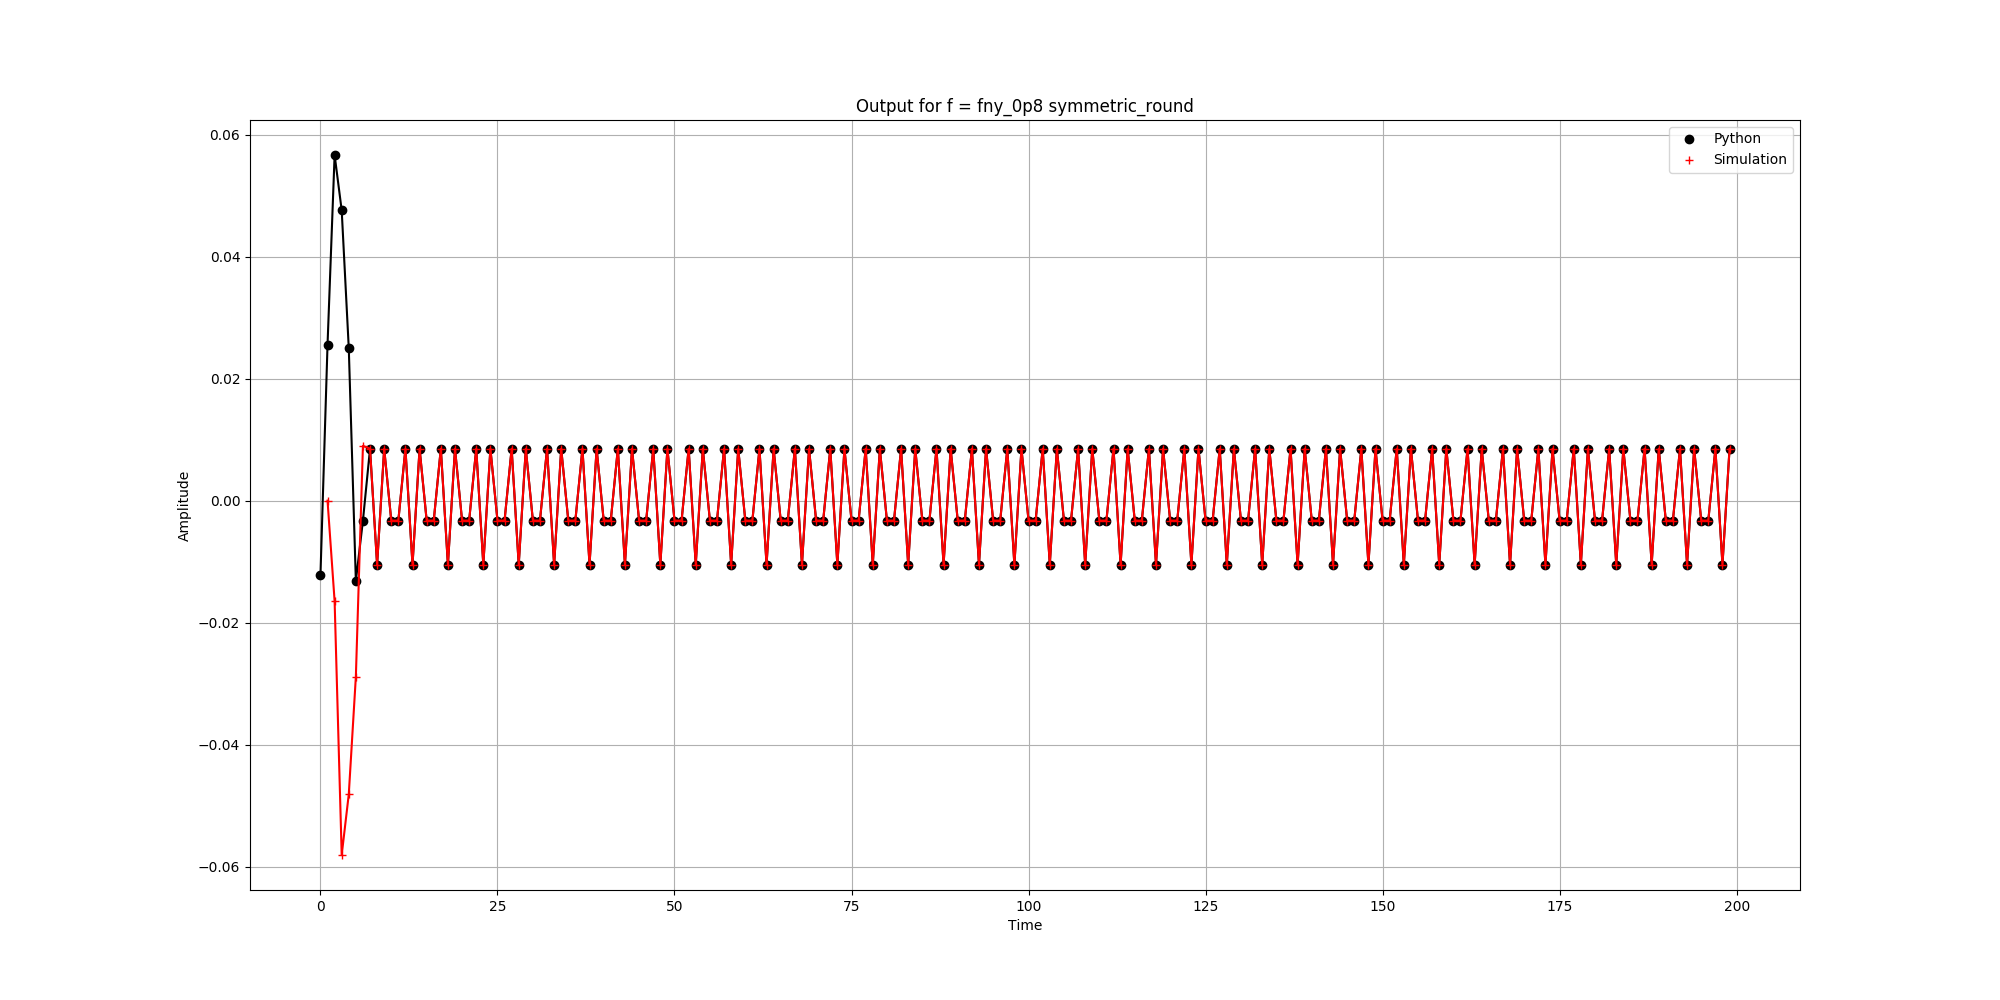 Output for f = fny_0p8 symmetric_round
Python
Simulation
0.06
0.04
0.02
0.00
−0.02
−0.04
−0.06
Amplitude
0 25 50 75 100 125 150 175 200
Time